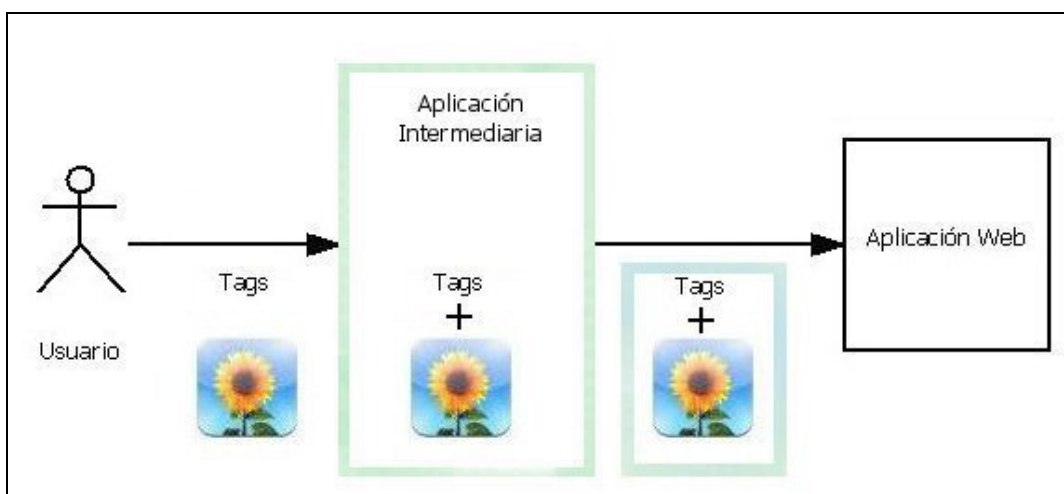 Aplicación
Intermediaria
Aplicación Web
Tags
Tags
+
Tags
+
Usuario